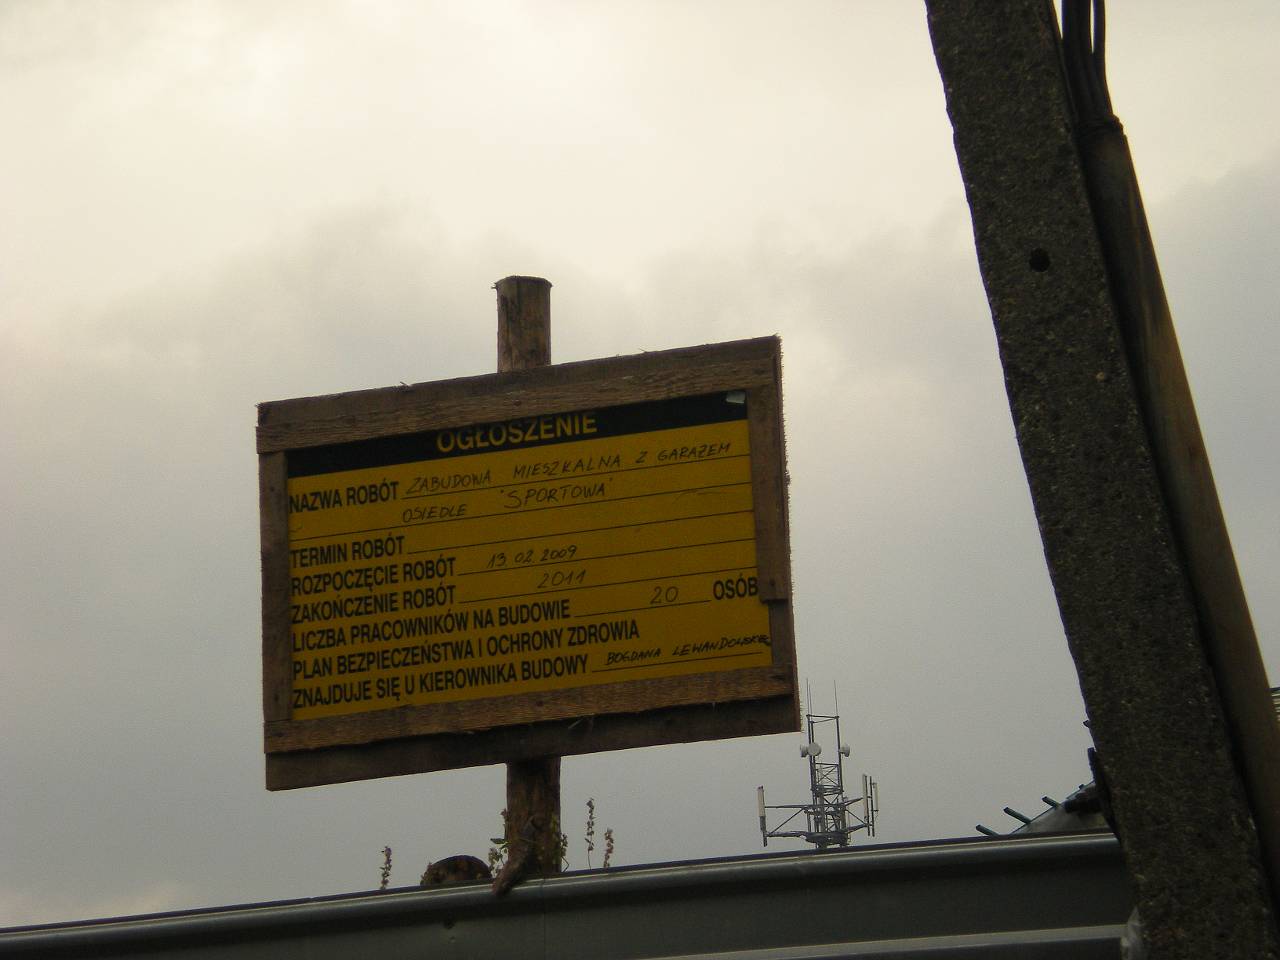 OGŁOSZENIE
NAZWA ROBÓT ZABUDOWA MIESZKALNA Z GARAŻEM
OSIEDLE "SPORTOWA"
TERMIN ROBÓT
ROZPOCZĘCIE ROBÓT 13.02.2009
ZAKOŃCZENIE ROBÓT 2011
LICZBA PRACOWNIKÓW NA BUDOWIE 20 OSÓB
PLAN BEZPIECZEŃSTWA I OCHRONY ZDROWIA
ZNAJDUJE SIĘ U KIEROWNIKA BUDOWY BOGDANA LEWANDOWSKIEG